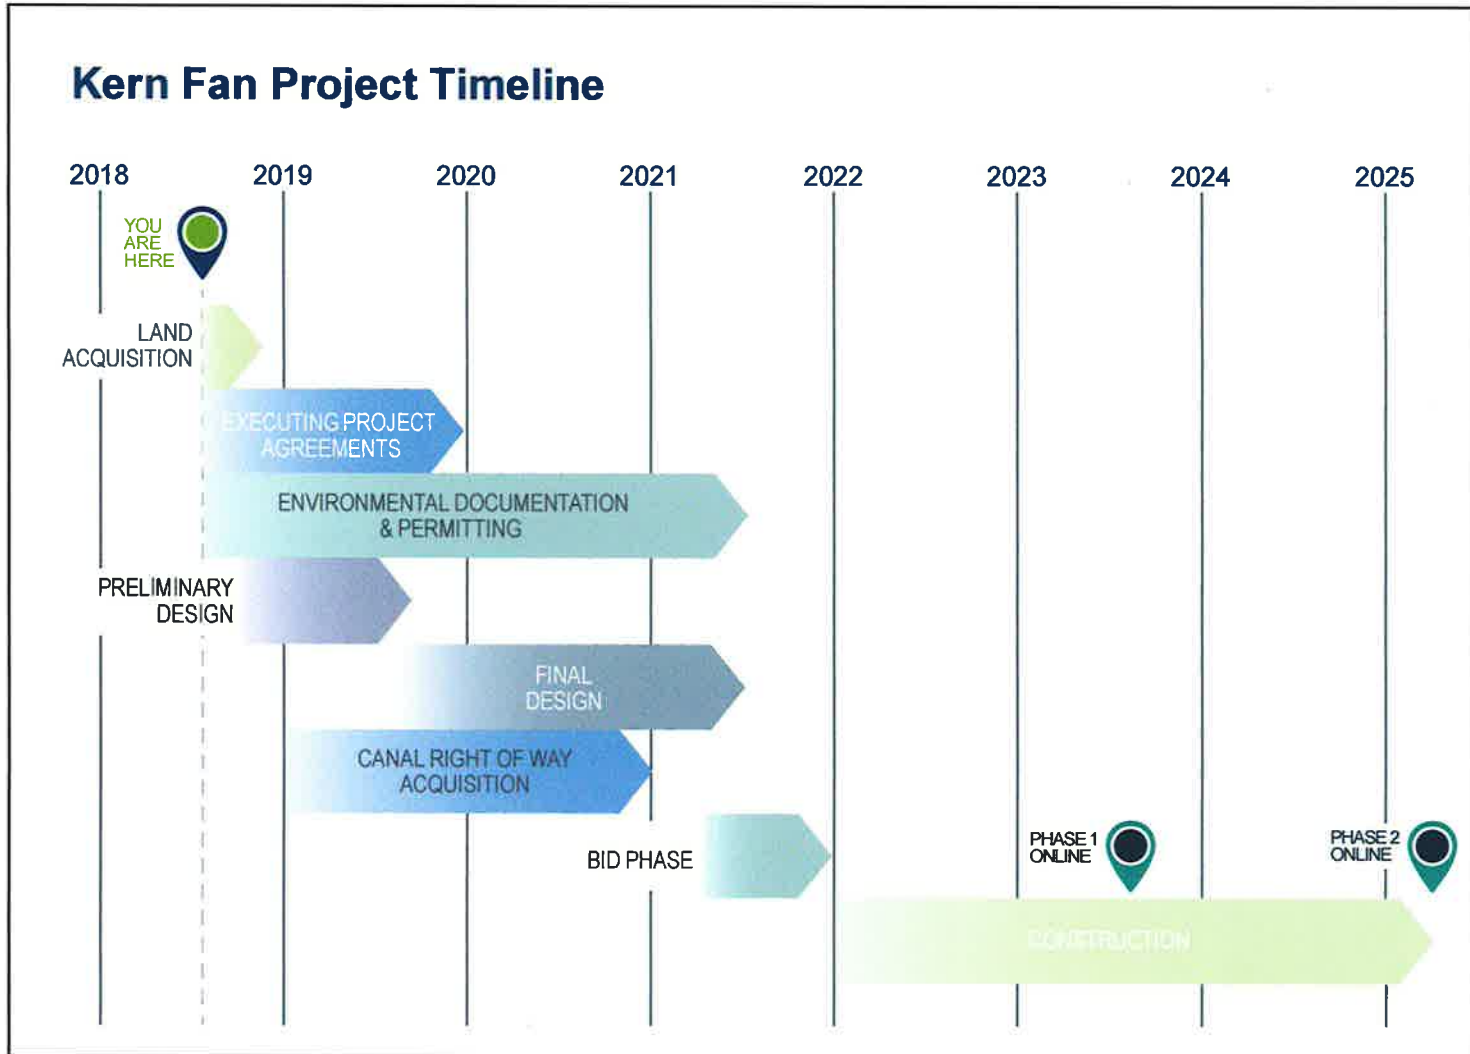 Kern Fan Project Timeline
2018 2019 2020 2021 2022 2023 2024 2025
YOU
ARE
HERE
LAND
ACQUISITION
EXECUTING PROJECT
AGREEMENTS
ENVIRONMENTAL DOCUMENTATION
& PERMITTING
PRELIMINARY
DESIGN
FINAL
DESIGN
CANAL RIGHT OF WAY
ACQUISITION
BID PHASE
PHASE 1
ONLINE
PHASE 2
ONLINE
CONSTRUCTION